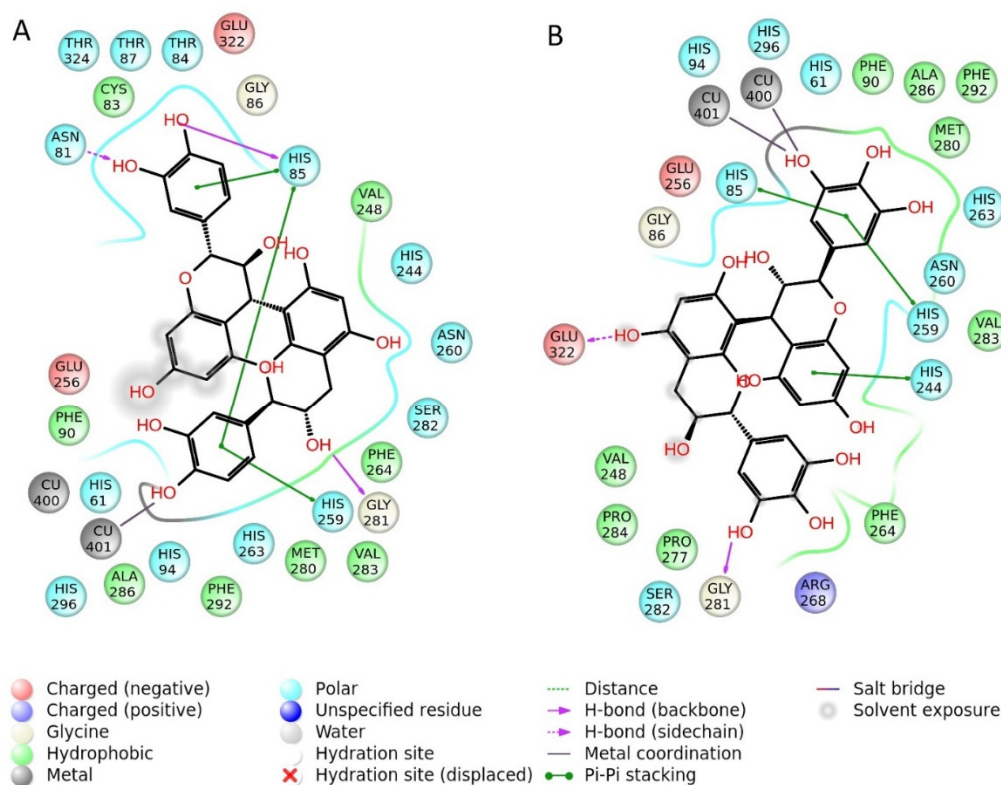 A
THR 324
THR 87
THR 84
GLU 322
CYS 83
GLY 86
ASN 81
HO
HO
HIS 85
VAL 248
OH
HO
HIS 244
O
OH
ASN 260
OH
O
HO
GLU 256
HO
OH
SER 282
PHE 90
PHE 264
CU 400
HIS 61
HO
HIS 259
GLY 281
CU 401
HIS 94
HIS 263
MET 280
VAL 283
HIS 296
ALA 286
PHE 292
B
HIS 94
HIS 296
CU 400
HIS 61
PHE 90
ALA 286
PHE 292
CU 401
MET 280
HO
OH
GLU 256
HIS 85
OH
HIS 263
GLY 86
OH
HO
ASN 260
O
HIS 259
VAL 283
GLU 322
HO
HIS 244
HO
O
HO
OH
HO
VAL 248
OH
PRO 284
PRO 277
HO
OH
PHE 264
SER 282
GLY 281
ARG 268
Charged (negative)
Charged (positive)
Glycine
Hydrophobic
Metal
Polar
Unspecified residue
Water
Hydration site
Hydration site (displaced)
Distance
H-bond (backbone)
H-bond (sidechain)
Metal coordination
Pi-Pi stacking
Salt bridge
Solvent exposure